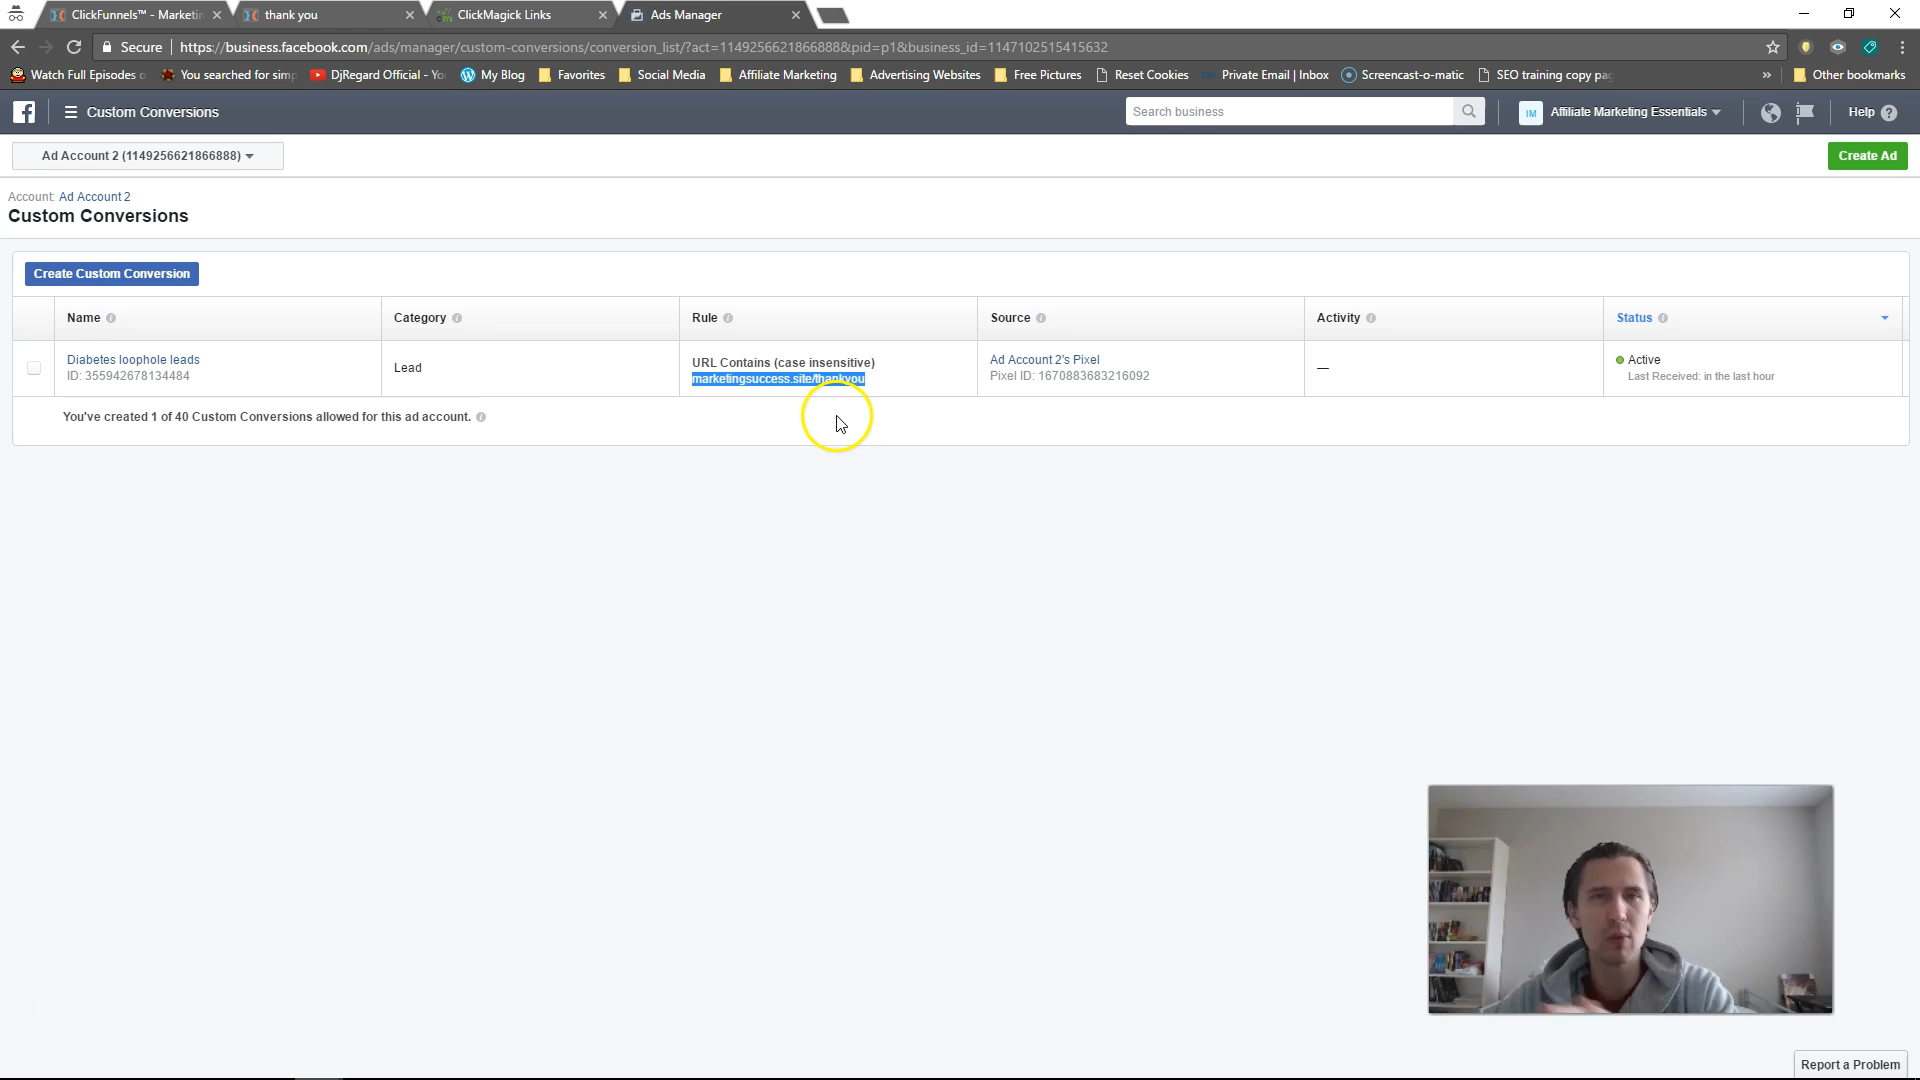 ClickFunnels™ - Marketin
thank you
ClickMagick Links
Ads Manager
Secure
https://business.facebook.com/ads/manager/custom-conversions/conversion_list/?act=1149256621866888&pid=p1&business_id=1147102515415632
Watch Full Episodes o
You searched for simp
DjRegard Official - Yo
My Blog
Favorites
Social Media
Affiliate Marketing
Advertising Websites
Free Pictures
Reset Cookies
Private Email | Inbox
Screencast-o-matic
SEO training copy pag
»
Other bookmarks
Custom Conversions
Search business
IM
Affiliate Marketing Essentials
Help
Ad Account 2 (1149256621866888)
Create Ad
Account: Ad Account 2
Custom Conversions
Create Custom Conversion
Name
Category
Rule
Source
Activity
Status
Diabetes loophole leads
ID: 355942678134484
Lead
URL Contains (case insensitive)
marketingsuccess.site/thankyou
Ad Account 2's Pixel
Pixel ID: 1670883683216092
—
Active
Last Received: in the last hour
You've created 1 of 40 Custom Conversions allowed for this ad account.
Report a Problem